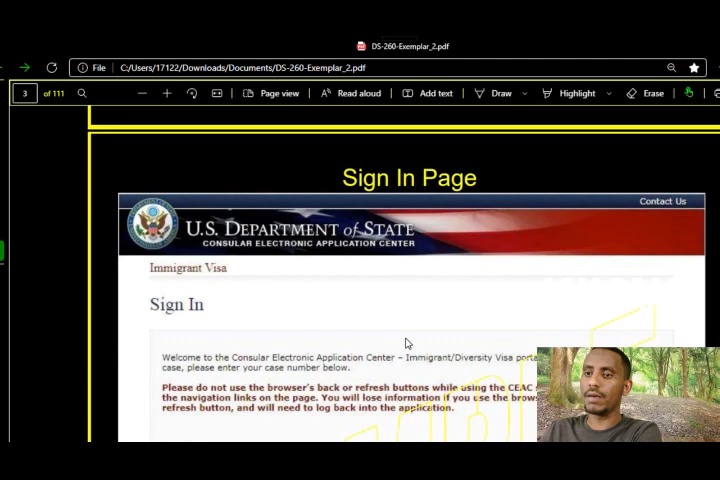 DS-260-Exemplar_2.pdf
File C:/Users/17122/Downloads/Documents/DS-260-Exemplar_2.pdf
3 of 111 Page view Read aloud Add text Draw Highlight Erase
Sign In Page
Contact Us
U.S. DEPARTMENT of STATE
CONSULAR ELECTRONIC APPLICATION CENTER
Immigrant Visa
Sign In
Welcome to the Consular Electronic Application Center – Immigrant/Diversity Visa
case, please enter your case number below.
Please do not use the browser's back or refresh buttons while using the CEAC
the navigation links on the page. You will lose information if you use the
refresh button, and will need to log back into the application.